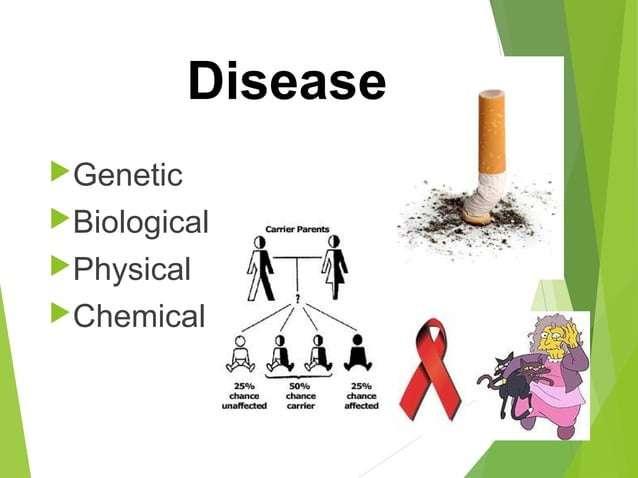 Disease
Genetic
Biological
Physical
Chemical
Carrier Parents
?
25% chance unaffected
50% chance carrier
25% chance affected